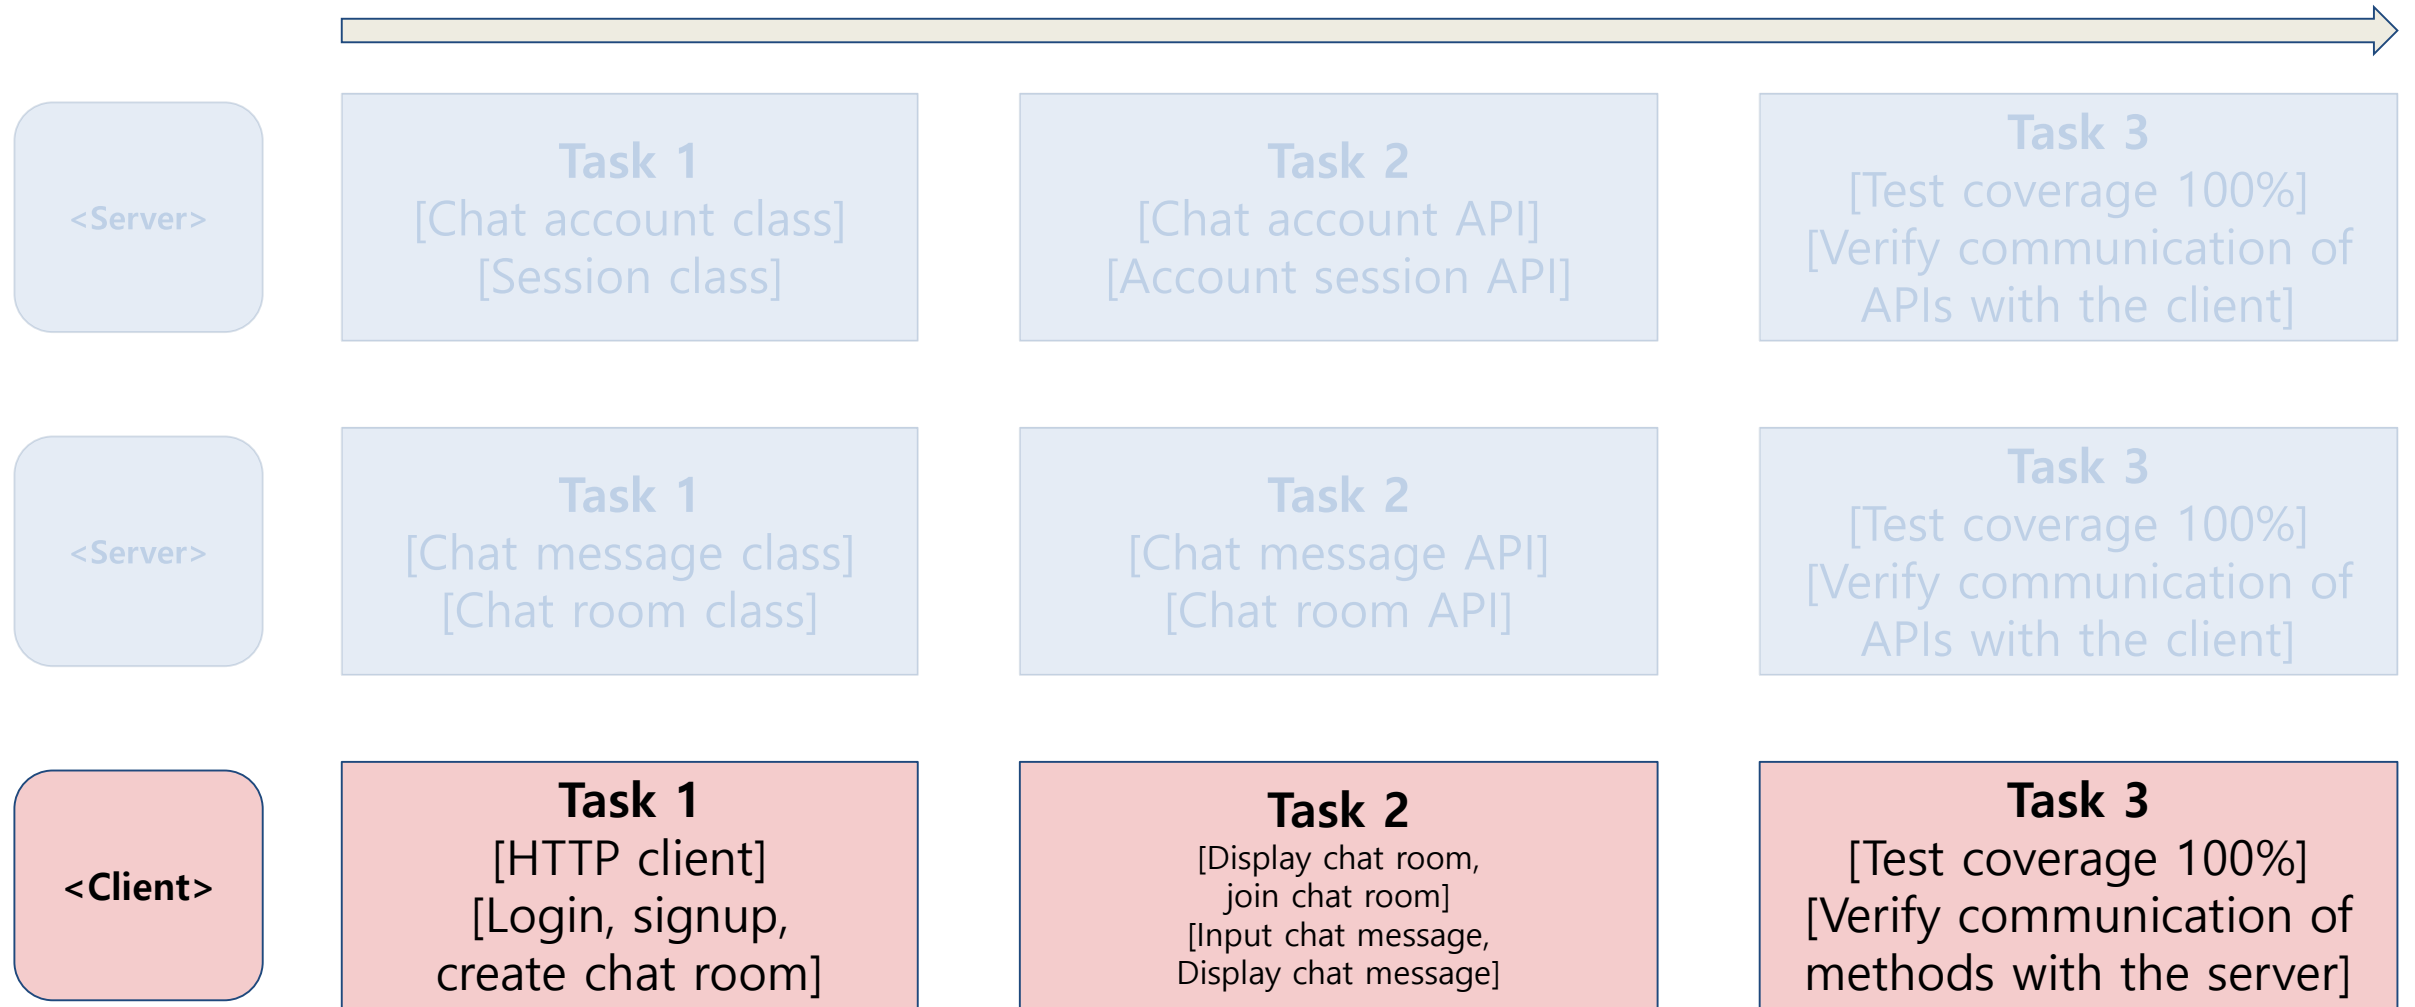 <Server>
Task 1
[Chat account class]
[Session class]
Task 2
[Chat account API]
[Account session API]
Task 3
[Test coverage 100%]
[Verify communication of
APIs with the client]
<Server>
Task 1
[Chat message class]
[Chat room class]
Task 2
[Chat message API]
[Chat room API]
Task 3
[Test coverage 100%]
[Verify communication of
APIs with the client]
<Client>
Task 1
[HTTP client]
[Login, signup,
create chat room]
Task 2
[Display chat room,
join chat room]
[Input chat message,
Display chat message]
Task 3
[Test coverage 100%]
[Verify communication of
methods with the server]